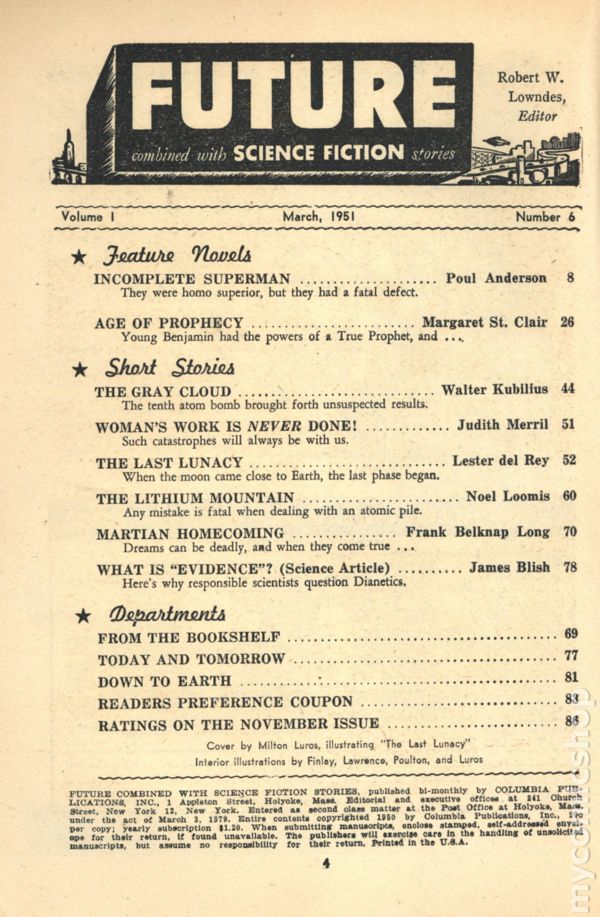 FUTURE
combined with SCIENCE FICTION stories
Robert W.
Lowndes,
Editor
Volume I March, 1951 Number 6
★ Feature Novels
INCOMPLETE SUPERMAN .................... Poul Anderson 8
They were homo superior, but they had a fatal defect.
AGE OF PROPHECY ........................ Margaret St. Clair 26
Young Benjamin had the powers of a True Prophet, and ...
★ Short Stories
THE GRAY CLOUD ............................ Walter Kubilius 44
The tenth atom bomb brought forth unsuspected results.
WOMAN'S WORK IS NEVER DONE! ............. Judith Merril 51
Such catastrophes will always be with us.
THE LAST LUNACY ............................. Lester del Rey 52
When the moon came close to Earth, the last phase began.
THE LITHIUM MOUNTAIN ....................... Noel Loomis 60
Any mistake is fatal when dealing with an atomic pile.
MARTIAN HOMECOMING ............... Frank Belknap Long 70
Dreams can be deadly, and when they come true ...
WHAT IS "EVIDENCE"? (Science Article) .......... James Blish 78
Here's why responsible scientists question Dianetics.
★ Departments
FROM THE BOOKSHELF ....................................... 69
TODAY AND TOMORROW ...................................... 77
DOWN TO EARTH ............................................. 81
READERS PREFERENCE COUPON ............................. 83
RATINGS ON THE NOVEMBER ISSUE ......................... 86
Cover by Milton Luros, illustrating "The Last Lunacy"
Interior illustrations by Finlay, Lawrence, Poulton, and Luros
FUTURE COMBINED WITH SCIENCE FICTION STORIES, published bi-monthly by COLUMBIA PUB-
LICATIONS, INC., 1 Appleton Street, Holyoke, Mass. Editorial and executive offices at 241 Church
Street, New York 13, New York. Entered as second class matter at the Post Office at Holyoke, Mass.
under the act of March 3, 1879. Entire contents copyrighted 1950 by Columbia Publications, Inc., 20c
per copy; yearly subscription $1.20. When submitting manuscripts, enclose stamped, self-addressed envel-
ope for their return, if found unavailable. The publishers will exercise care in the handling of unsolicited
manuscripts, but assume no responsibility for their return. Printed in the U.S.A.
4
mycomicshop